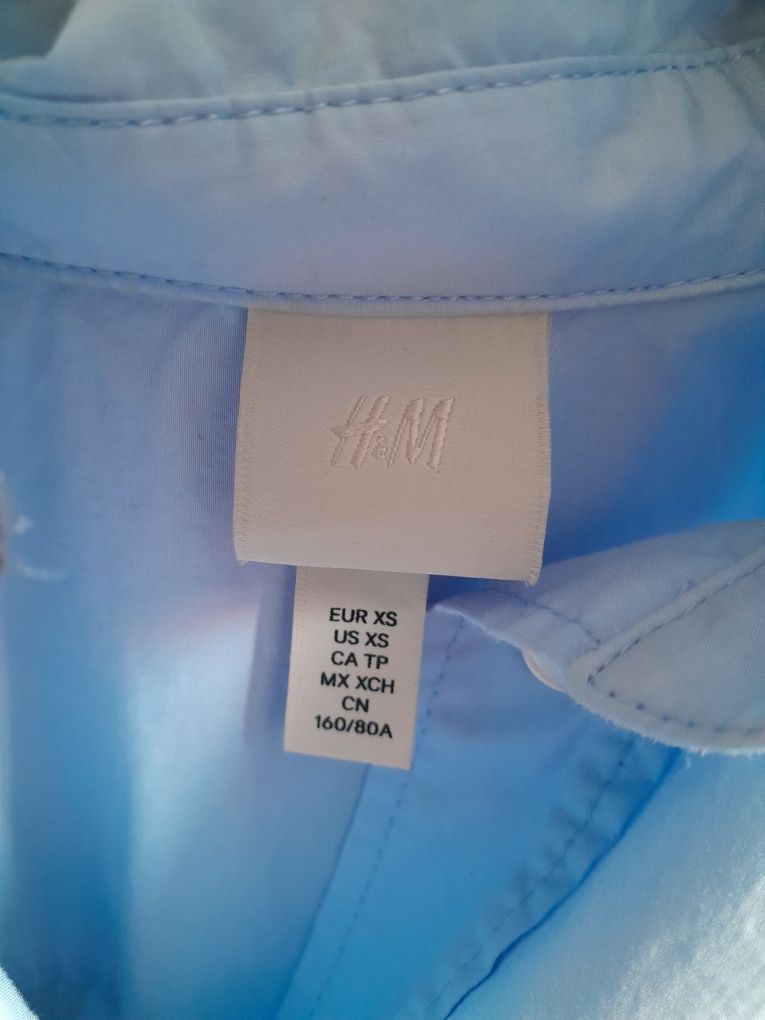 H&M
EUR XS
US XS
CA TP
MX XCH
CN
160/80A